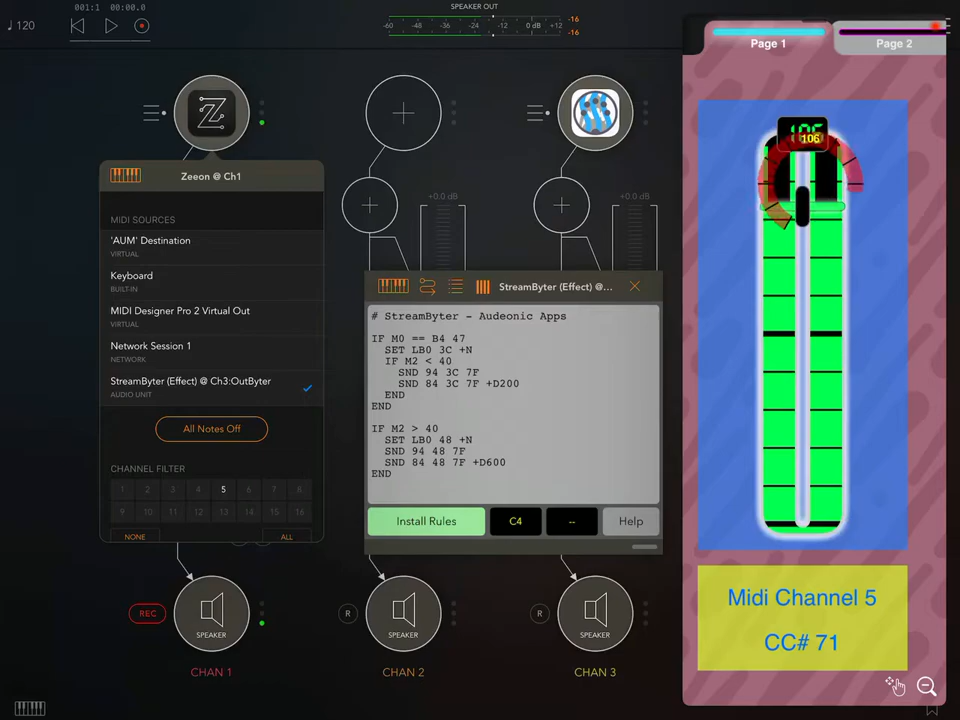 ♩ 120
001:1 00:00.0
SPEAKER OUT
-60 -48 -36 -24 -12 0 dB +12
-16
-16
Page 1
Page 2
Zeeon @ Ch1
MIDI SOURCES
'AUM' Destination
VIRTUAL
Keyboard
BUILT-IN
MIDI Designer Pro 2 Virtual Out
VIRTUAL
Network Session 1
NETWORK
StreamByter (Effect) @ Ch3:OutByter
AUDIO UNIT
All Notes Off
CHANNEL FILTER
1 2 3 4 5 6 7 8
9 10 11 12 13 14 15 16
NONE
ALL
+0.0 dB
+0.0 dB
StreamByter (Effect) @...
# StreamByter - Audeonic Apps
IF M0 == B4 47
SET LB0 3C +N
IF M2 < 40
SND 94 3C 7F
SND 84 3C 7F +D200
END
END
IF M2 > 40
SET LB0 48 +N
SND 94 48 7F
SND 84 48 7F +D600
END
Install Rules
C4
--
Help
106
106
Midi Channel 5
CC# 71
REC
SPEAKER
R
SPEAKER
R
SPEAKER
CHAN 1
CHAN 2
CHAN 3